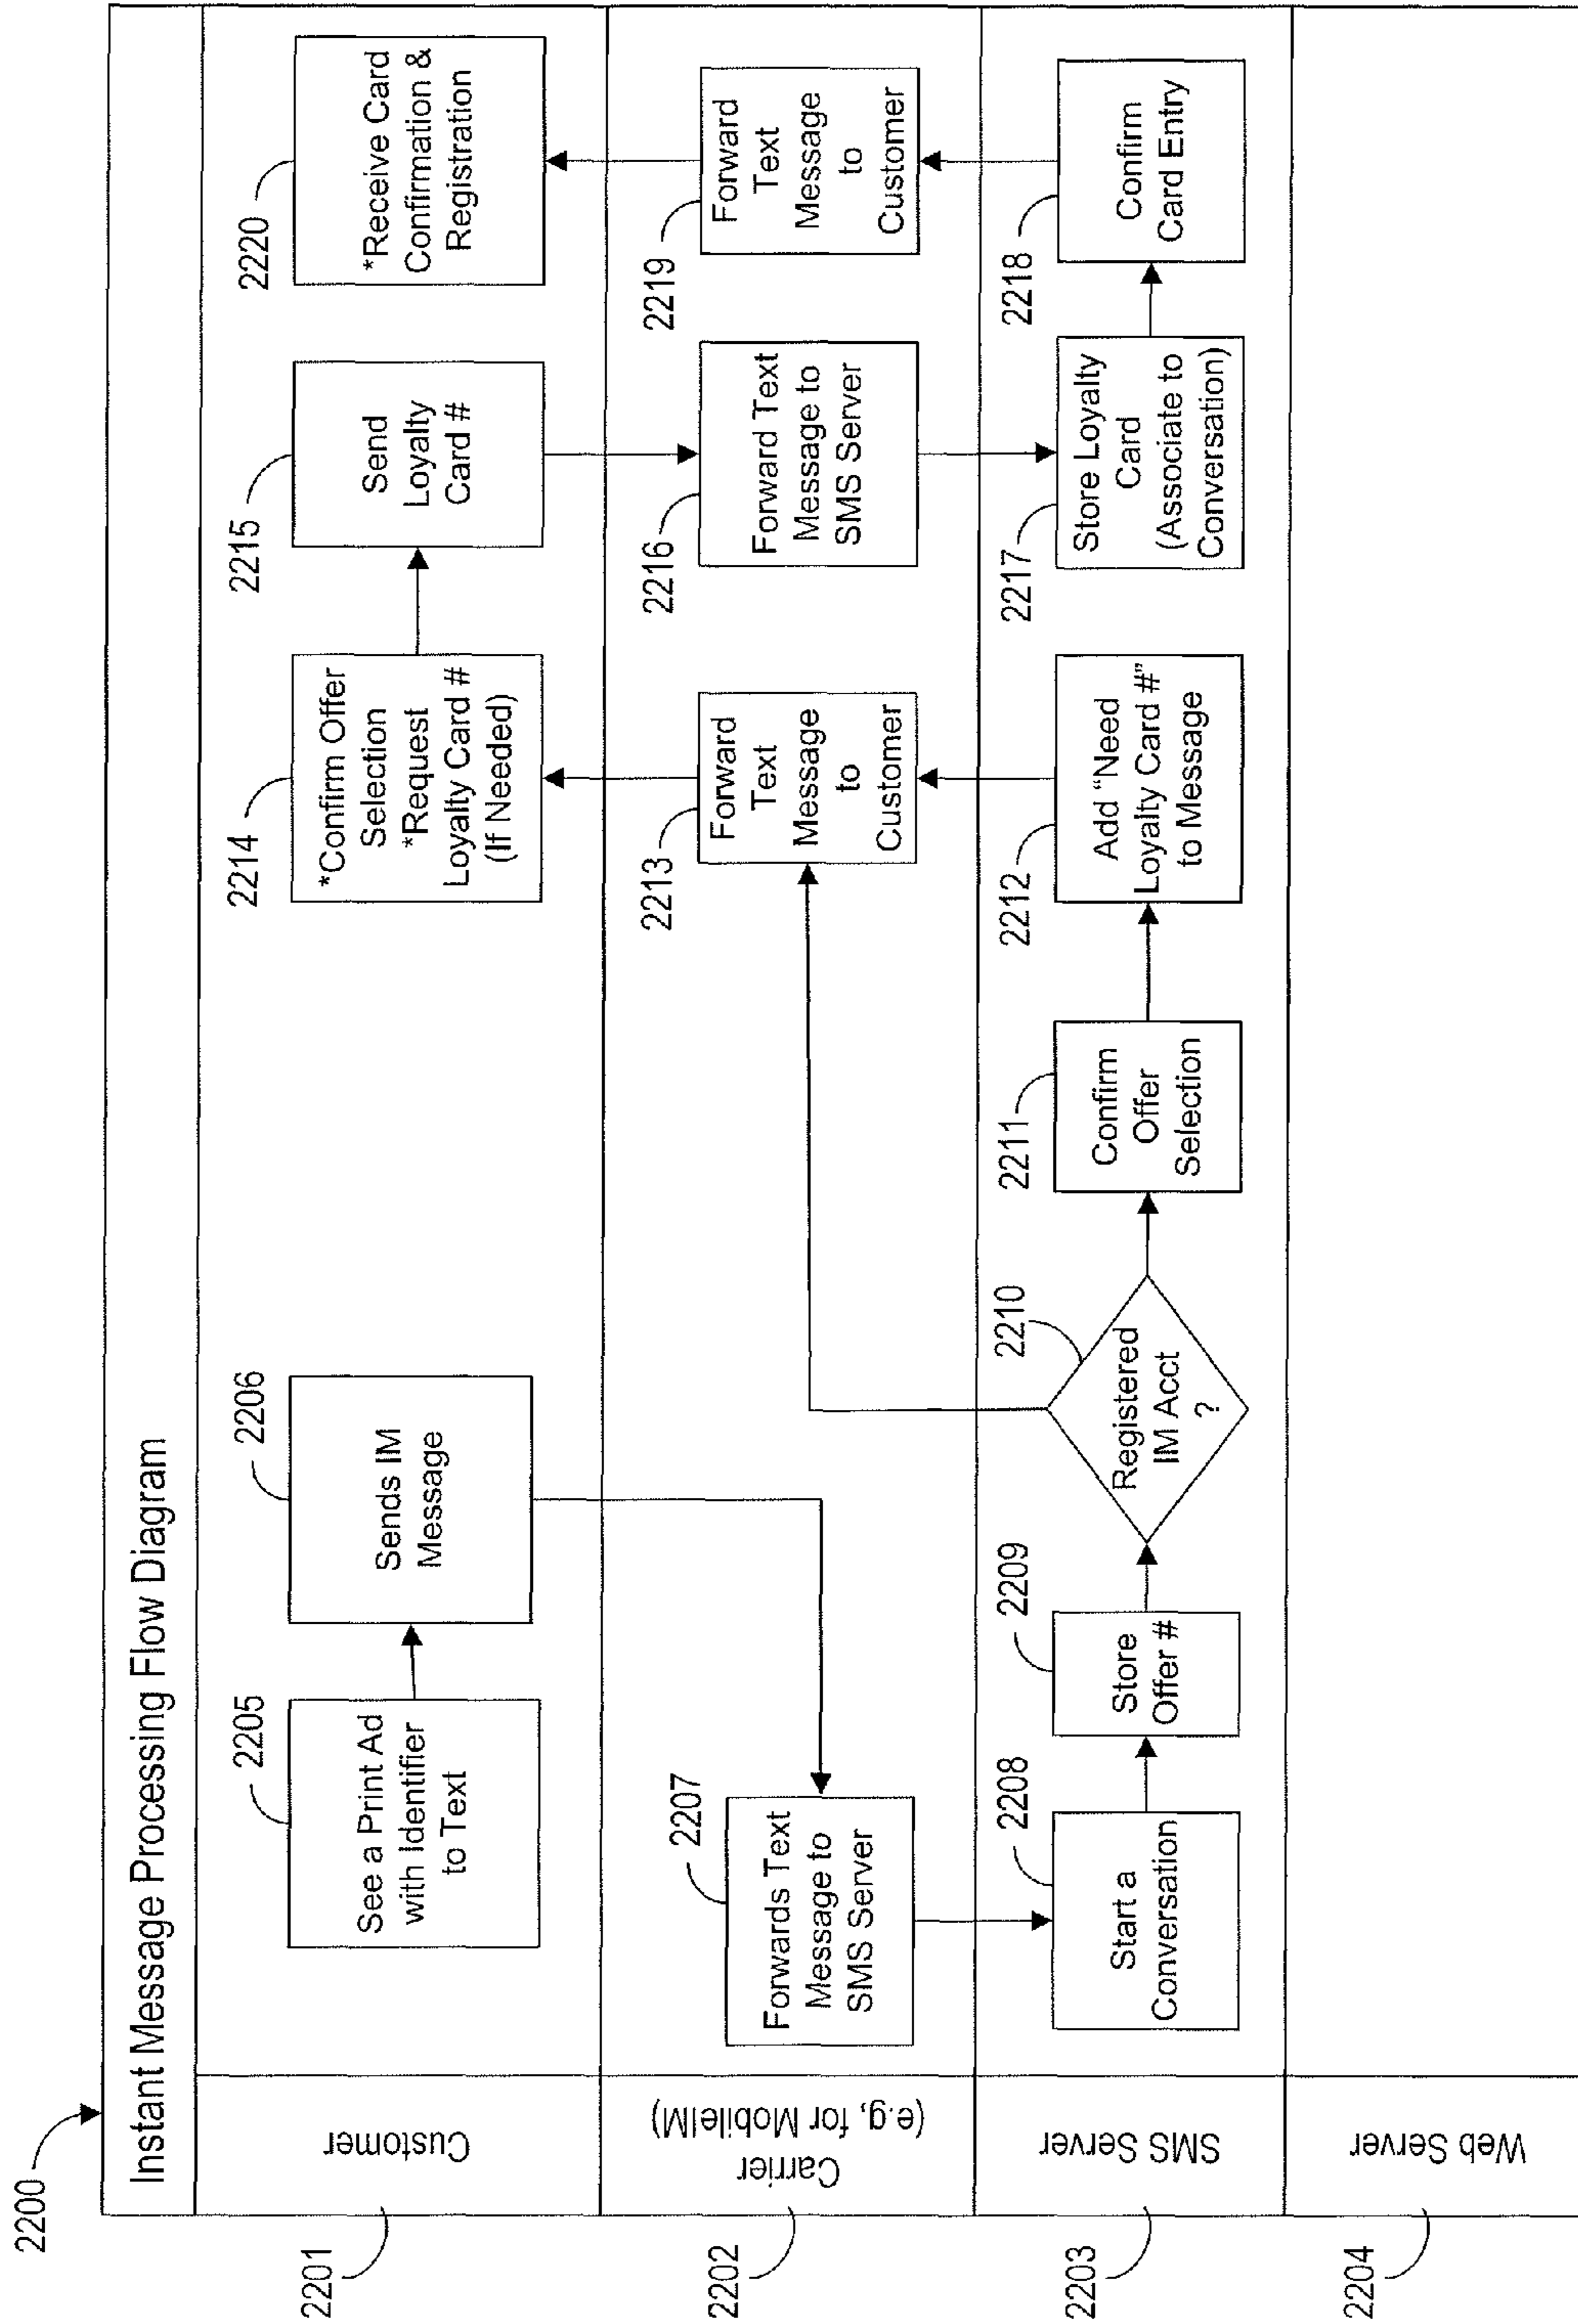 2200
Instant Message Processing Flow Diagram
2201
Customer
2205
See a Print Ad
with Identifier
to Text
2206
Sends IM
Message
2214
*Confirm Offer
Selection
*Request
Loyalty Card #
(If Needed)
2215
Send
Loyalty
Card #
2220
*Receive Card
Confirmation &
Registration
2202
Carrier
(e.g, for MobileIM)
2207
Forwards Text
Message to
SMS Server
2213
Forward
Text
Message
to
Customer
2216
Forward Text
Message to
SMS Server
2219
Forward
Text
Message
to
Customer
2203
SMS Server
2208
Start a
Conversation
2209
Store
Offer #
2210
Registered
IM Acct
?
2211
Confirm
Offer
Selection
2212
Add “Need
Loyalty Card #”
to Message
2217
Store Loyalty
Card
(Associate to
Conversation)
2218
Confirm
Card Entry
2204
Web Server